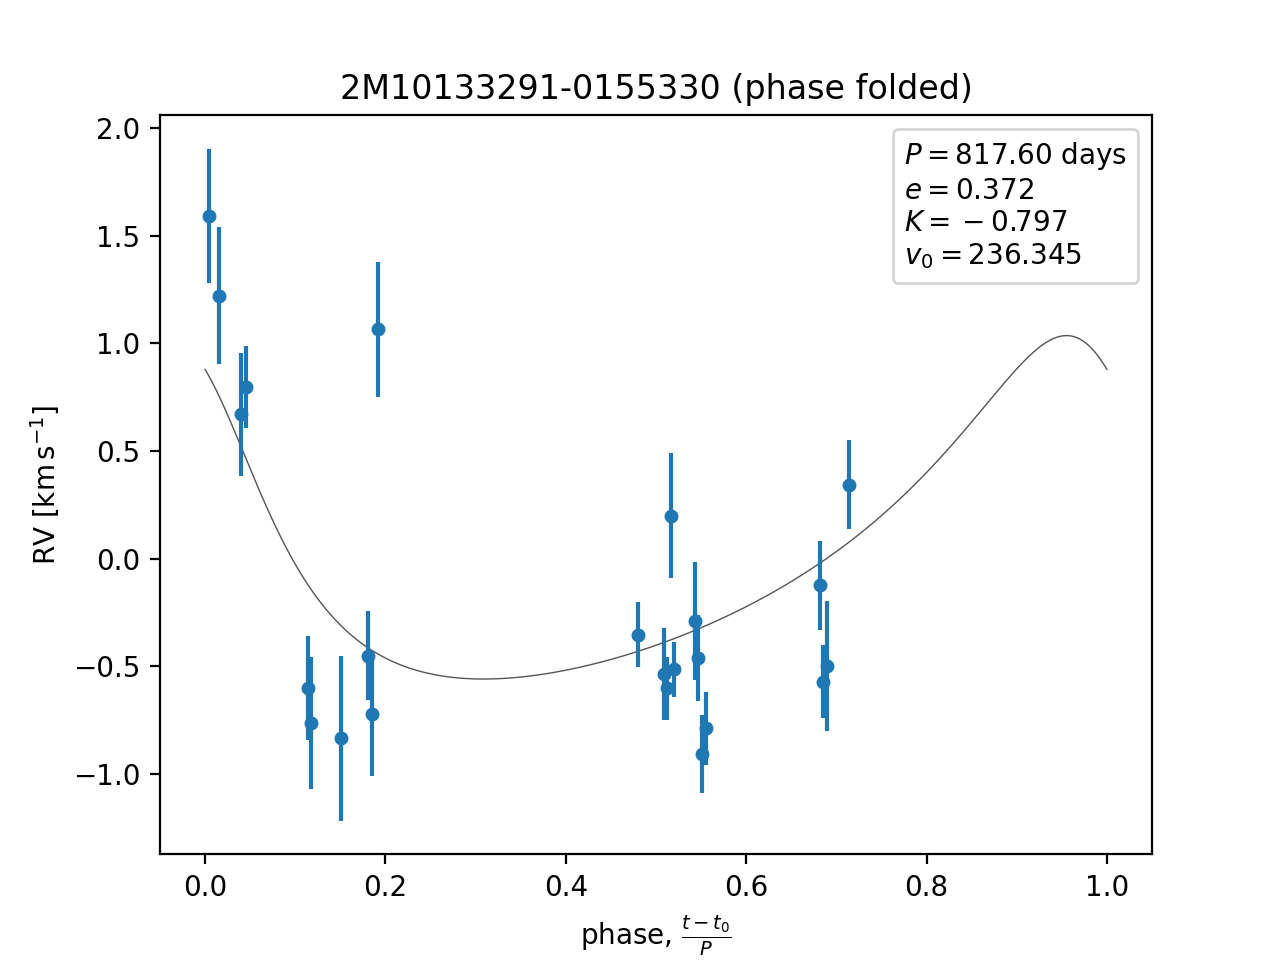 2M10133291-0155330 (phase folded)
P = 817.60 days
e = 0.372
K = −0.797
v₀ = 236.345
RV [km s⁻¹]
2.0
1.5
1.0
0.5
0.0
−0.5
−1.0
0.0 0.2 0.4 0.6 0.8 1.0
phase, (t − t₀)/P